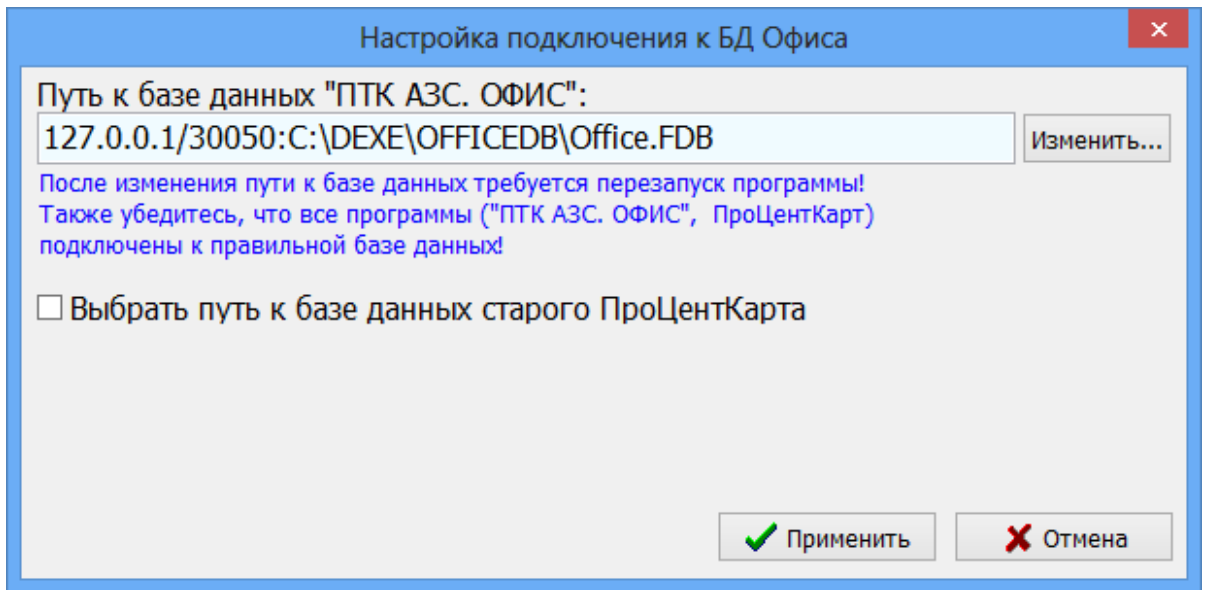 Настройка подключения к БД Офиса
Путь к базе данных "ПТК АЗС. ОФИС":
127.0.0.1/30050:C:\DEXE\OFFICEDB\Office.FDB
Изменить...
После изменения пути к базе данных требуется перезапуск программы!
Также убедитесь, что все программы ("ПТК АЗС. ОФИС", ПроЦентКарт)
подключены к правильной базе данных!
Выбрать путь к базе данных старого ПроЦентКарта
Применить
Отмена